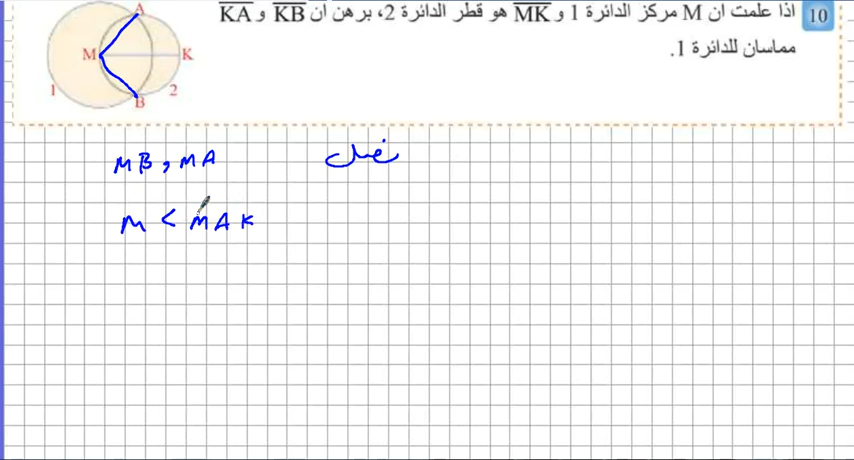 10 اذا علمت ان M مركز الدائرة 1 و MK هو قطر الدائرة 2، برهن ان KB و KA
مماسان للدائرة 1.
A
M
K
1
2
B
نصل MB , MA
m < MAK